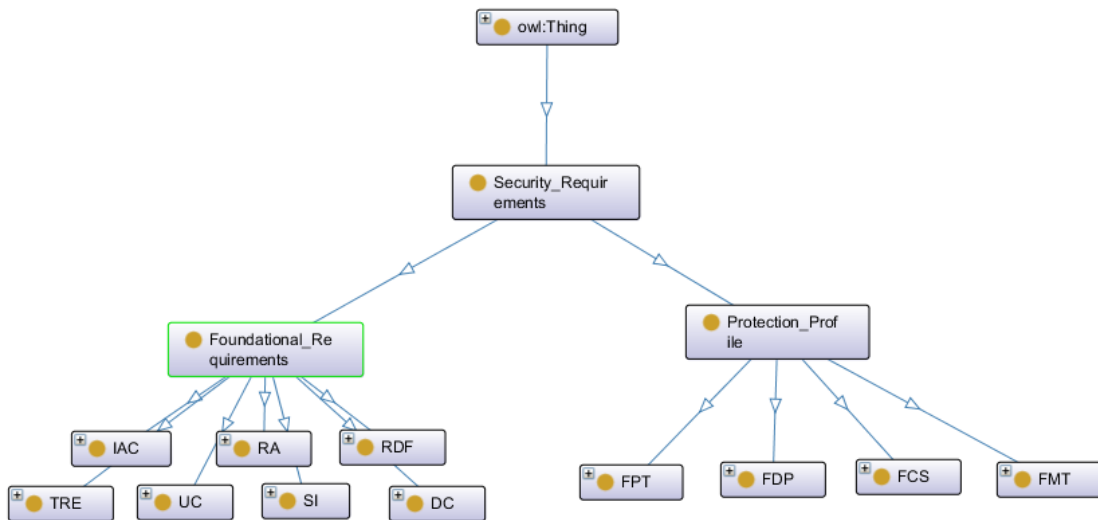 owl:Thing
Security_Requir
ements
Foundational_Re
quirements
Protection_Prof
ile
IAC
RA
RDF
TRE
UC
SI
DC
FPT
FDP
FCS
FMT